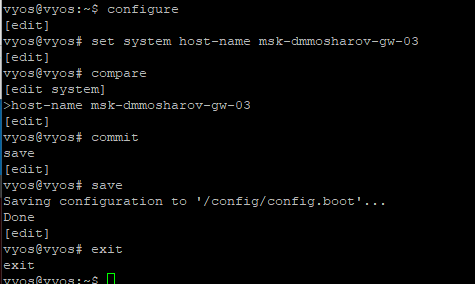 vyos@vyos:~$ configure
[edit]
vyos@vyos# set system host-name msk-dmmosharov-gw-03
[edit]
vyos@vyos# compare
[edit system]
>host-name msk-dmmosharov-gw-03
[edit]
vyos@vyos# commit
save
[edit]
vyos@vyos# save
Saving configuration to '/config/config.boot'...
Done
[edit]
vyos@vyos# exit
exit
vyos@vyos:~$